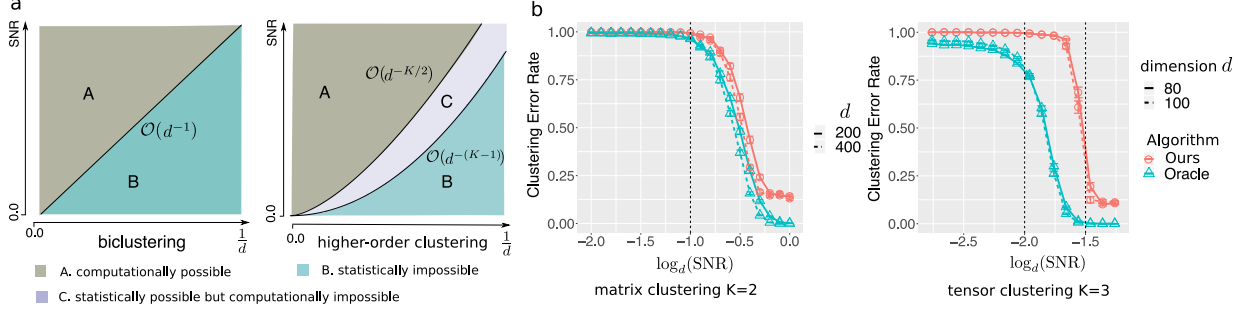 a
SNR
A
B
𝒪(d^{-1})
0.0
0.0
1/d
biclustering
SNR
A
C
B
𝒪(d^{-K/2})
𝒪(d^{-(K-1)})
0.0
0.0
1/d
higher-order clustering
A. computationally possible
B. statistically impossible
C. statistically possible but computationally impossible
b
Clustering Error Rate
1.00
0.75
0.50
0.25
0.00
−2.0 −1.5 −1.0 −0.5 0.0
log_d(SNR)
matrix clustering K=2
d
200
400
Clustering Error Rate
1.00
0.75
0.50
0.25
0.00
−2.5 −2.0 −1.5
log_d(SNR)
tensor clustering K=3
dimension d
80
100
Algorithm
Ours
Oracle